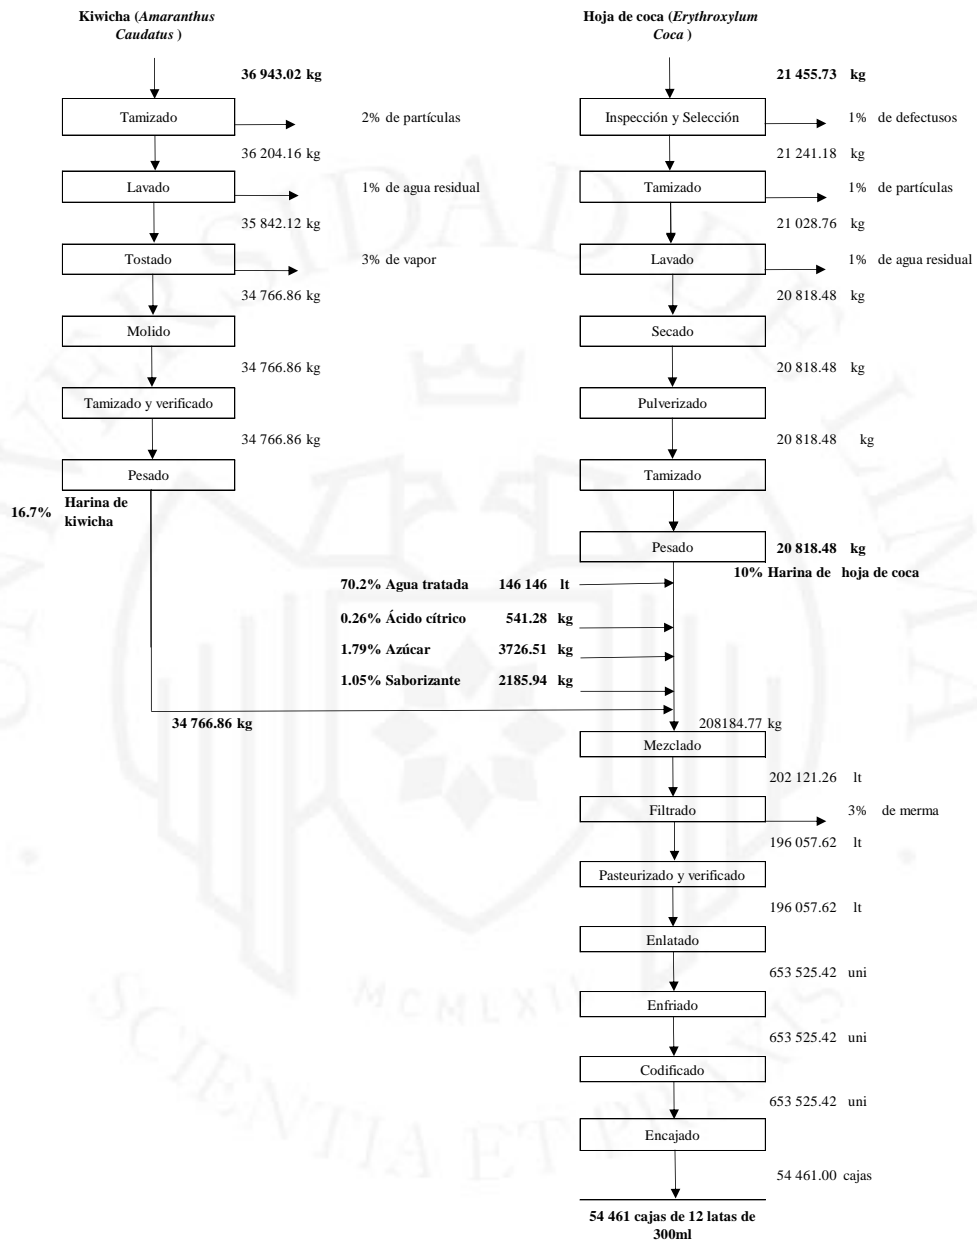 Kiwicha (Amaranthus
Caudatus )
36 943.02 kg
Tamizado
2% de partículas
36 204.16 kg
Lavado
1% de agua residual
35 842.12 kg
Tostado
3% de vapor
34 766.86 kg
Molido
34 766.86 kg
Tamizado y verificado
34 766.86 kg
Pesado
16.7% Harina de
kiwicha
34 766.86 kg
Hoja de coca (Erythroxylum
Coca )
21 455.73 kg
Inspección y Selección
1% de defectusos
21 241.18 kg
Tamizado
1% de partículas
21 028.76 kg
Lavado
1% de agua residual
20 818.48 kg
Secado
20 818.48 kg
Pulverizado
20 818.48 kg
Tamizado
Pesado
20 818.48 kg
10% Harina de hoja de coca
70.2% Agua tratada 146 146 lt
0.26% Ácido cítrico 541.28 kg
1.79% Azúcar 3726.51 kg
1.05% Saborizante 2185.94 kg
208184.77 kg
Mezclado
202 121.26 lt
Filtrado
3% de merma
196 057.62 lt
Pasteurizado y verificado
196 057.62 lt
Enlatado
653 525.42 uni
Enfriado
653 525.42 uni
Codificado
653 525.42 uni
Encajado
54 461.00 cajas
54 461 cajas de 12 latas de
300ml
UNIVERSIDAD DE LIMA
MCMLXII
SCIENTIA ET PRAXIS